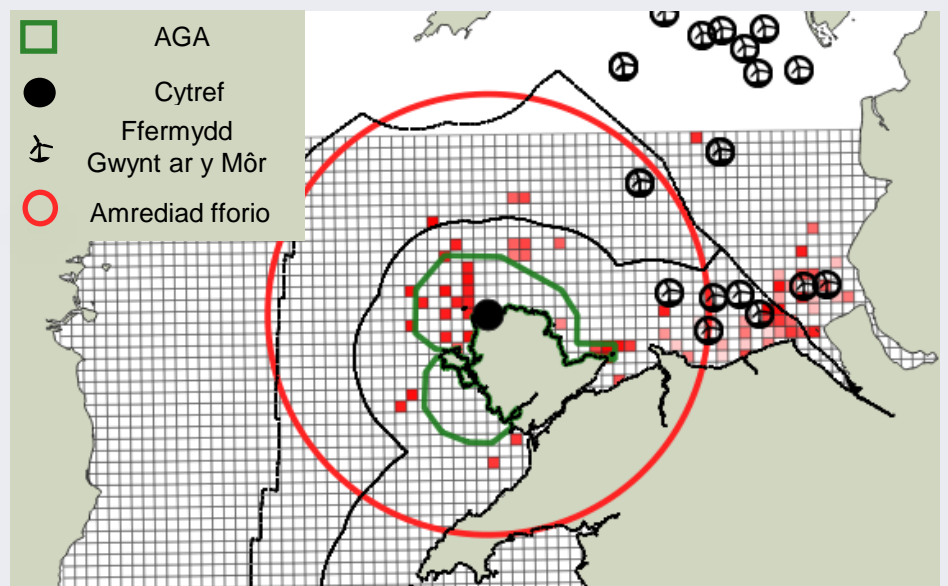 AGA
Cytref
Ffermydd
Gwynt ar y Môr
Amrediad fforio